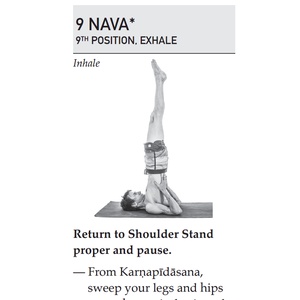 9 NAVA*
9TH POSITION, EXHALE
Inhale
Return to Shoulder Stand
proper and pause.
— From Karṇapīdāsana,
sweep your legs and hips